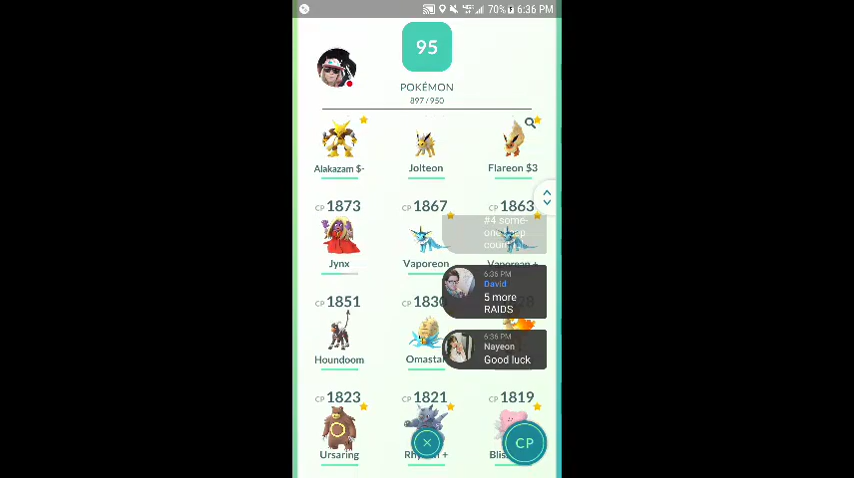 70% 6:36 PM
95
POKÉMON
897 / 950
Alakazam $- Jolteon Flareon $3
CP 1873 CP 1867 CP 1863
#4 some-
one
Jynx Vaporeon Vaporeon +
6:36 PM
David
5 more
RAIDS
CP 1851 CP 1830
6:36 PM
Nayeon
Good luck
Houndoom Omastar
CP 1823 CP 1821 CP 1819
Ursaring
CP